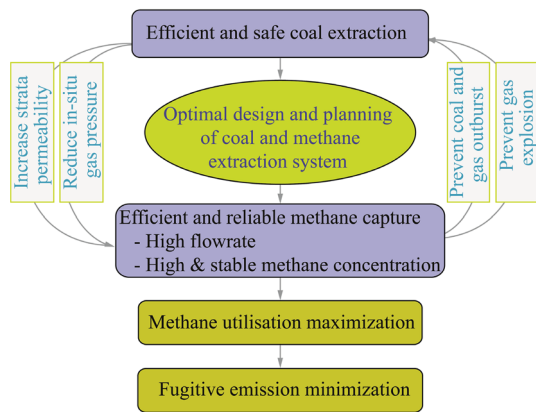 Efficient and safe coal extraction
Increase strata
permeability
Reduce in-situ
gas pressure
Optimal design and planning
of coal and methane
extraction system
Prevent coal and
gas outburst
Prevent gas
explosion
Efficient and reliable methane capture
- High flowrate
- High & stable methane concentration
Methane utilisation maximization
Fugitive emission minimization